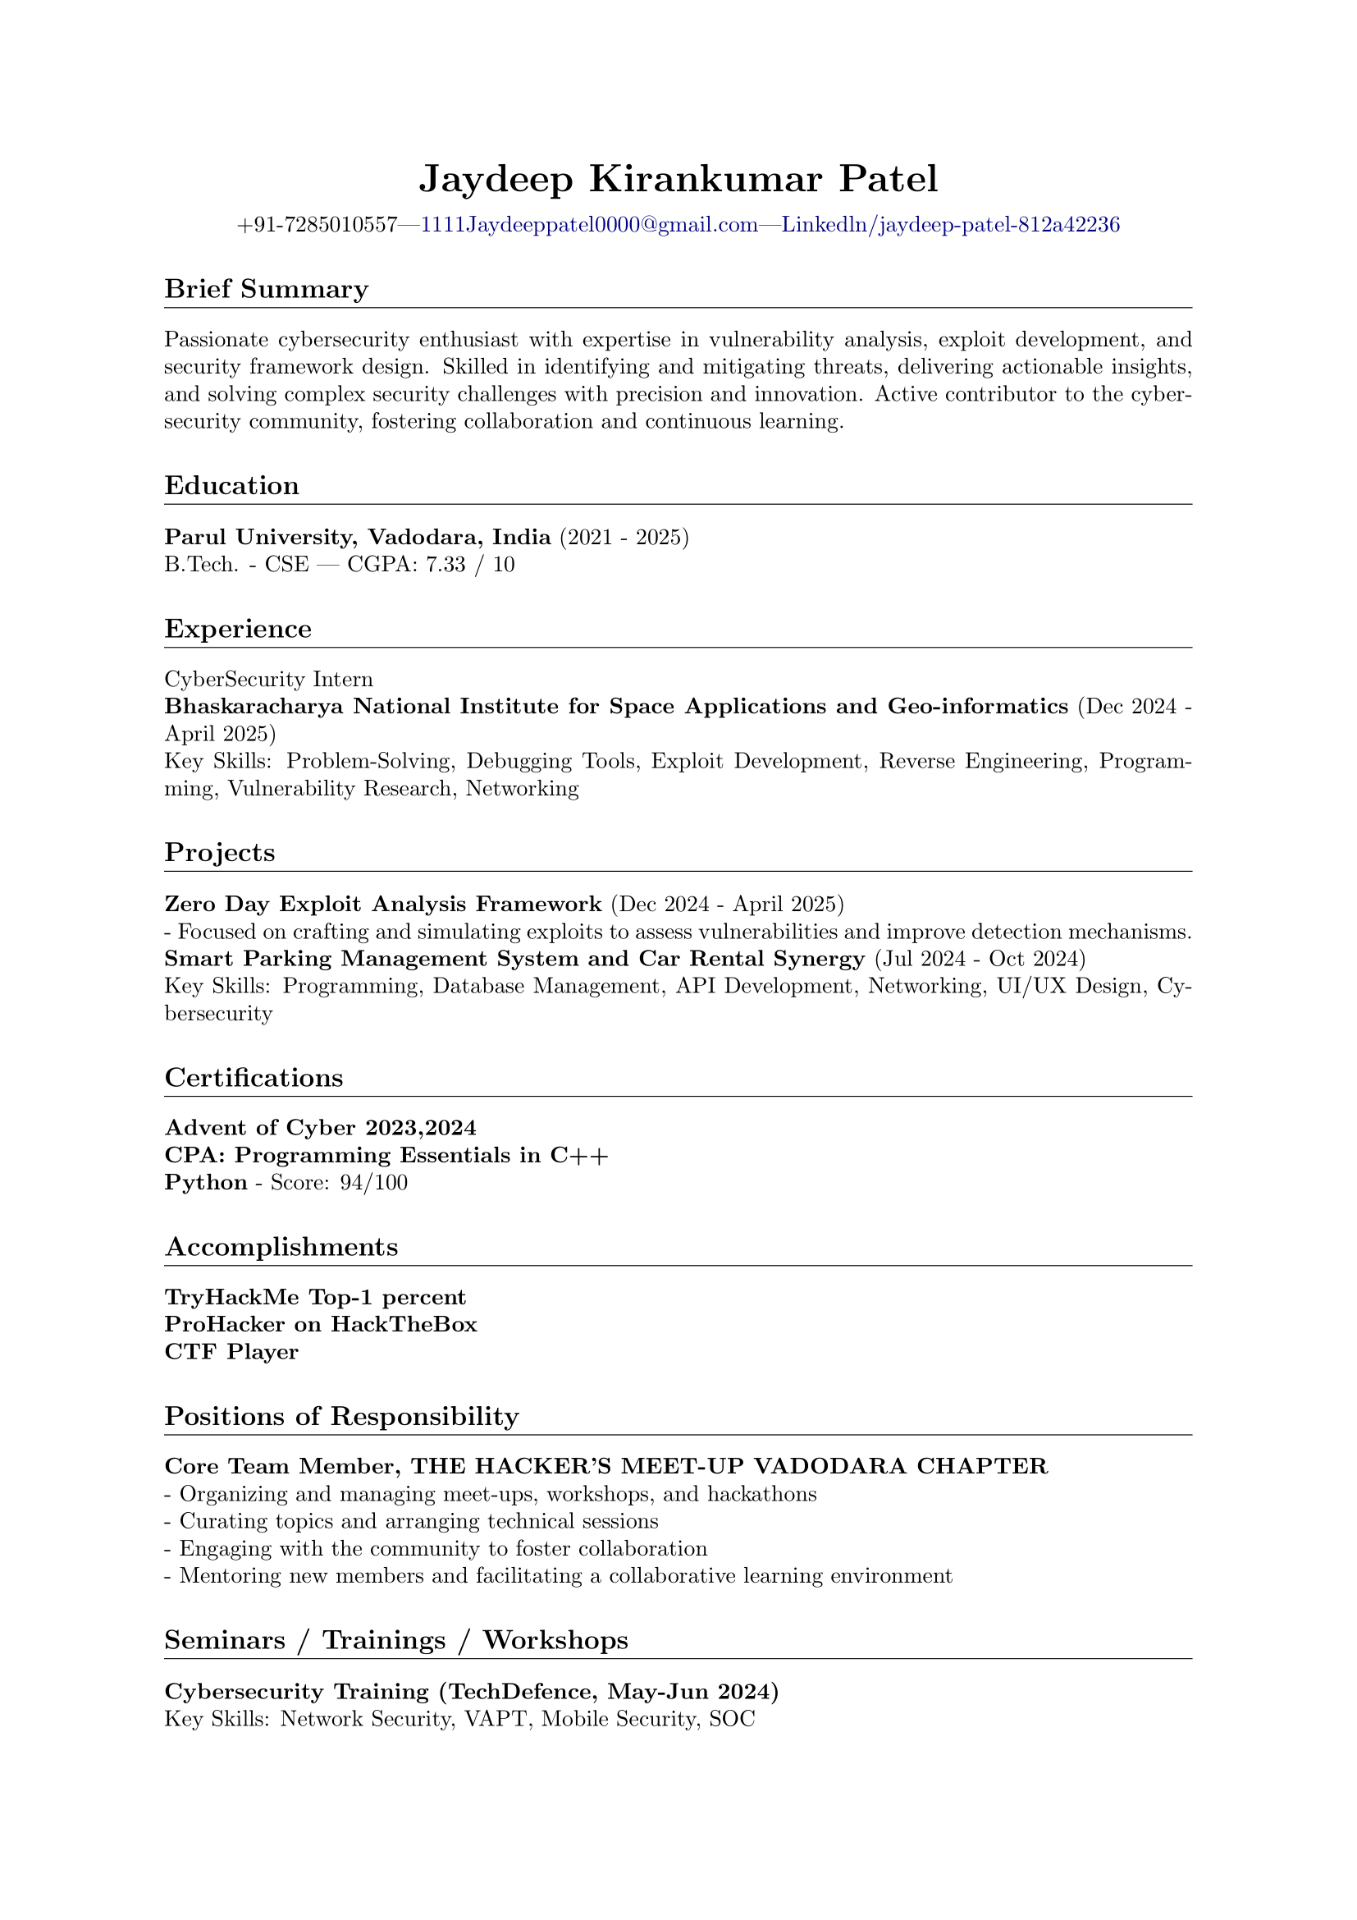 Jaydeep Kirankumar Patel
+91-7285010557—1111Jaydeeppatel0000@gmail.com—Linkedln/jaydeep-patel-812a42236
Brief Summary
Passionate cybersecurity enthusiast with expertise in vulnerability analysis, exploit development, and
security framework design. Skilled in identifying and mitigating threats, delivering actionable insights,
and solving complex security challenges with precision and innovation. Active contributor to the cyber-
security community, fostering collaboration and continuous learning.
Education
Parul University, Vadodara, India (2021 - 2025)
B.Tech. - CSE — CGPA: 7.33 / 10
Experience
CyberSecurity Intern
Bhaskaracharya National Institute for Space Applications and Geo-informatics (Dec 2024 -
April 2025)
Key Skills: Problem-Solving, Debugging Tools, Exploit Development, Reverse Engineering, Program-
ming, Vulnerability Research, Networking
Projects
Zero Day Exploit Analysis Framework (Dec 2024 - April 2025)
- Focused on crafting and simulating exploits to assess vulnerabilities and improve detection mechanisms.
Smart Parking Management System and Car Rental Synergy (Jul 2024 - Oct 2024)
Key Skills: Programming, Database Management, API Development, Networking, UI/UX Design, Cy-
bersecurity
Certifications
Advent of Cyber 2023,2024
CPA: Programming Essentials in C++
Python - Score: 94/100
Accomplishments
TryHackMe Top-1 percent
ProHacker on HackTheBox
CTF Player
Positions of Responsibility
Core Team Member, THE HACKER'S MEET-UP VADODARA CHAPTER
- Organizing and managing meet-ups, workshops, and hackathons
- Curating topics and arranging technical sessions
- Engaging with the community to foster collaboration
- Mentoring new members and facilitating a collaborative learning environment
Seminars / Trainings / Workshops
Cybersecurity Training (TechDefence, May-Jun 2024)
Key Skills: Network Security, VAPT, Mobile Security, SOC